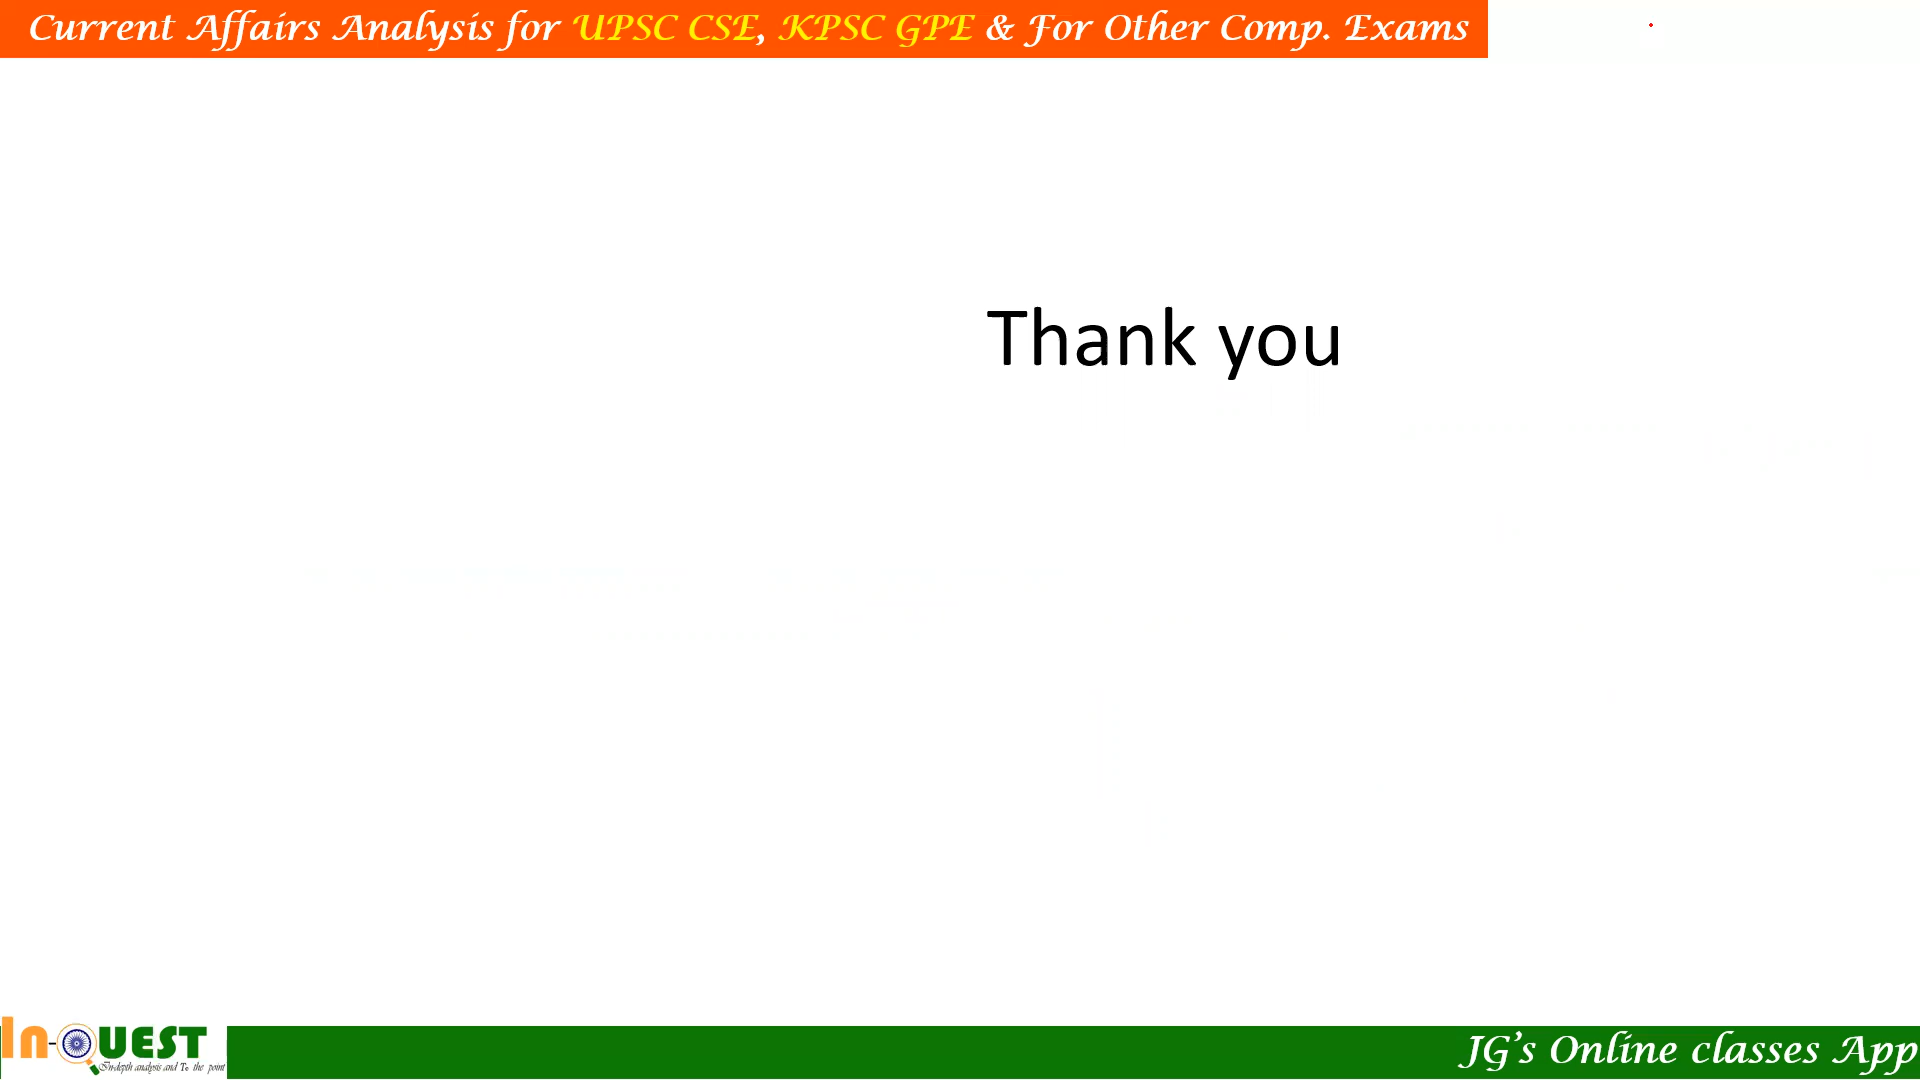 Current Affairs Analysis for UPSC CSE, KPSC GPE & For Other Comp. Exams
Thank you
In-QUEST
In-depth analysis and To the point
JG's Online classes App